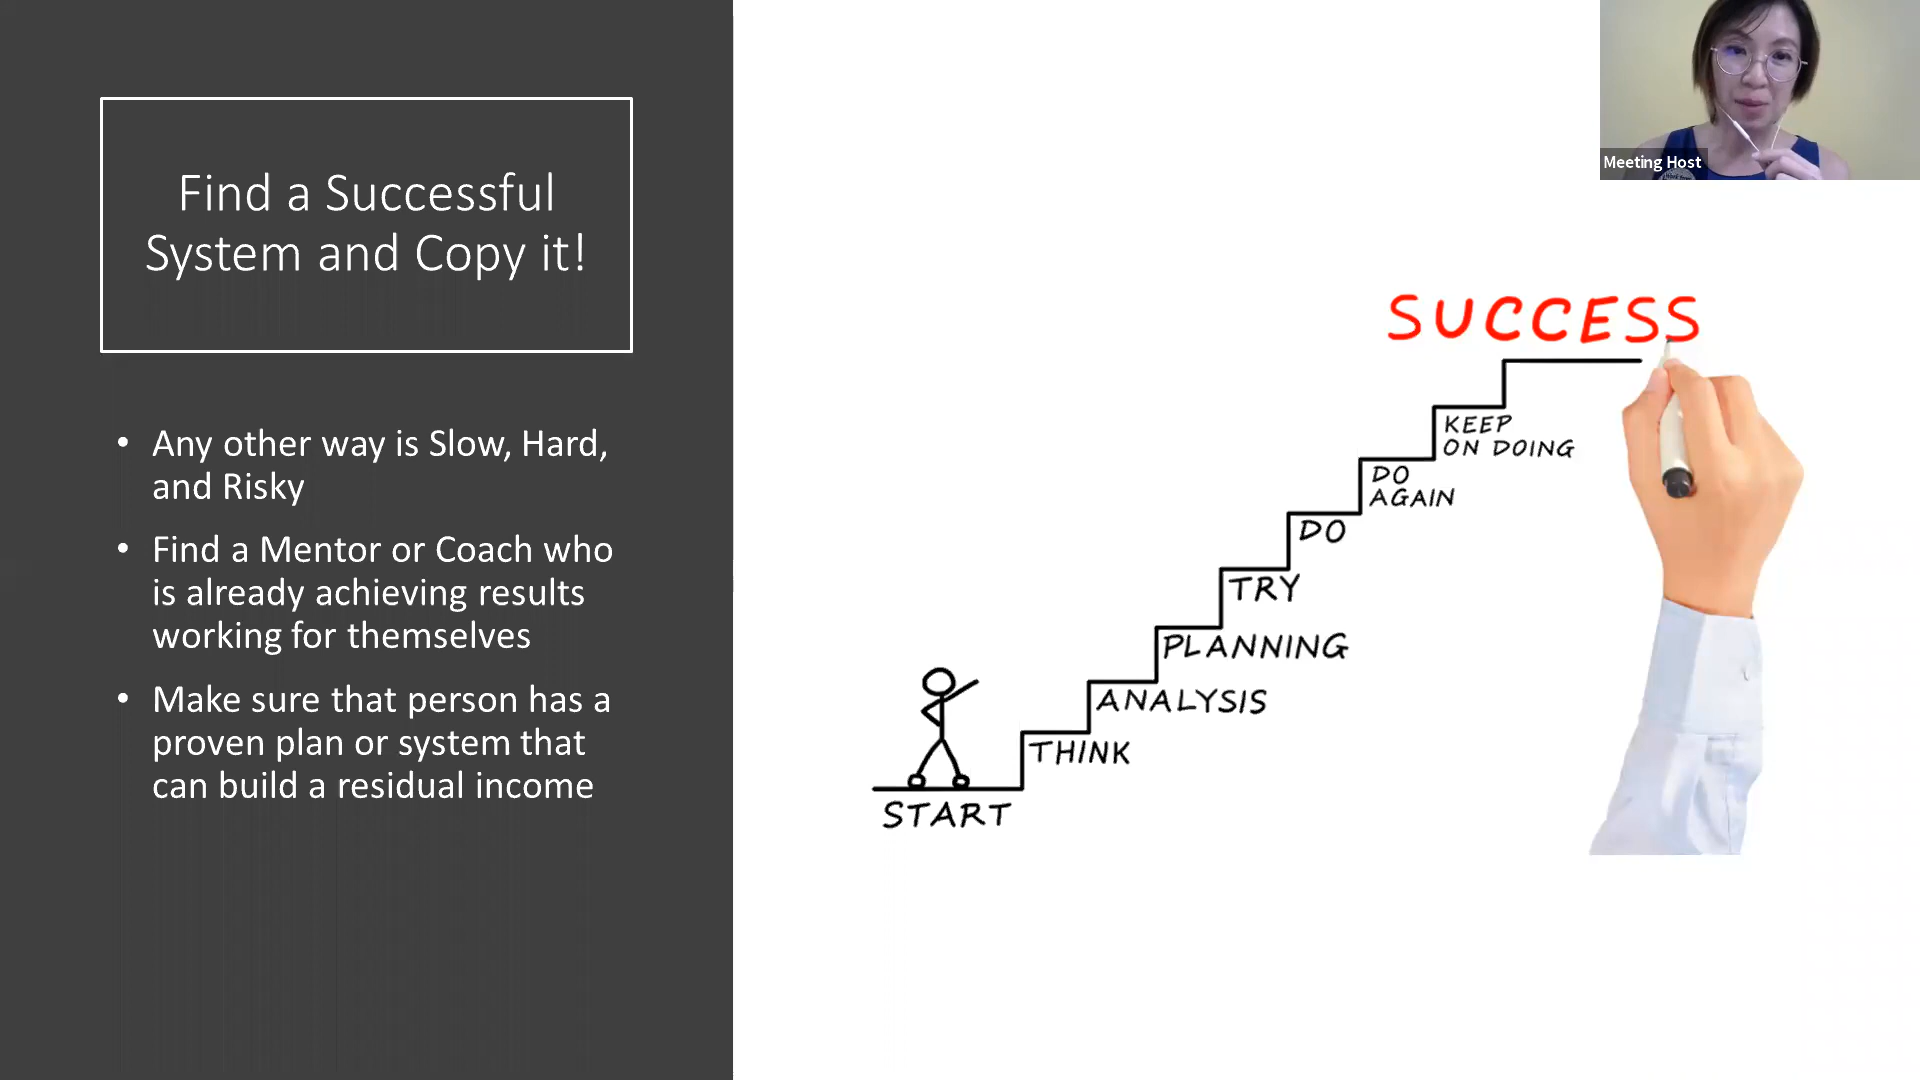 Find a Successful
System and Copy it!
• Any other way is Slow, Hard,
and Risky
• Find a Mentor or Coach who
is already achieving results
working for themselves
• Make sure that person has a
proven plan or system that
can build a residual income
Meeting Host
SUCCESS
KEEP
ON DOING
DO
AGAIN
DO
TRY
PLANNING
ANALYSIS
THINK
START